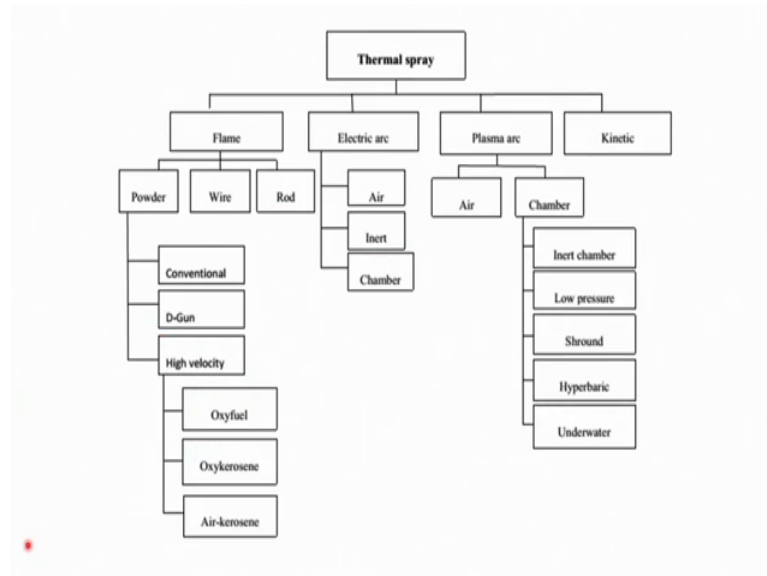 Thermal spray
Flame
Electric arc
Plasma arc
Kinetic
Powder
Wire
Rod
Air
Air
Chamber
Inert
Chamber
Conventional
D-Gun
High velocity
Inert chamber
Low pressure
Shround
Hyperbaric
Underwater
Oxyfuel
Oxykerosene
Air-kerosene